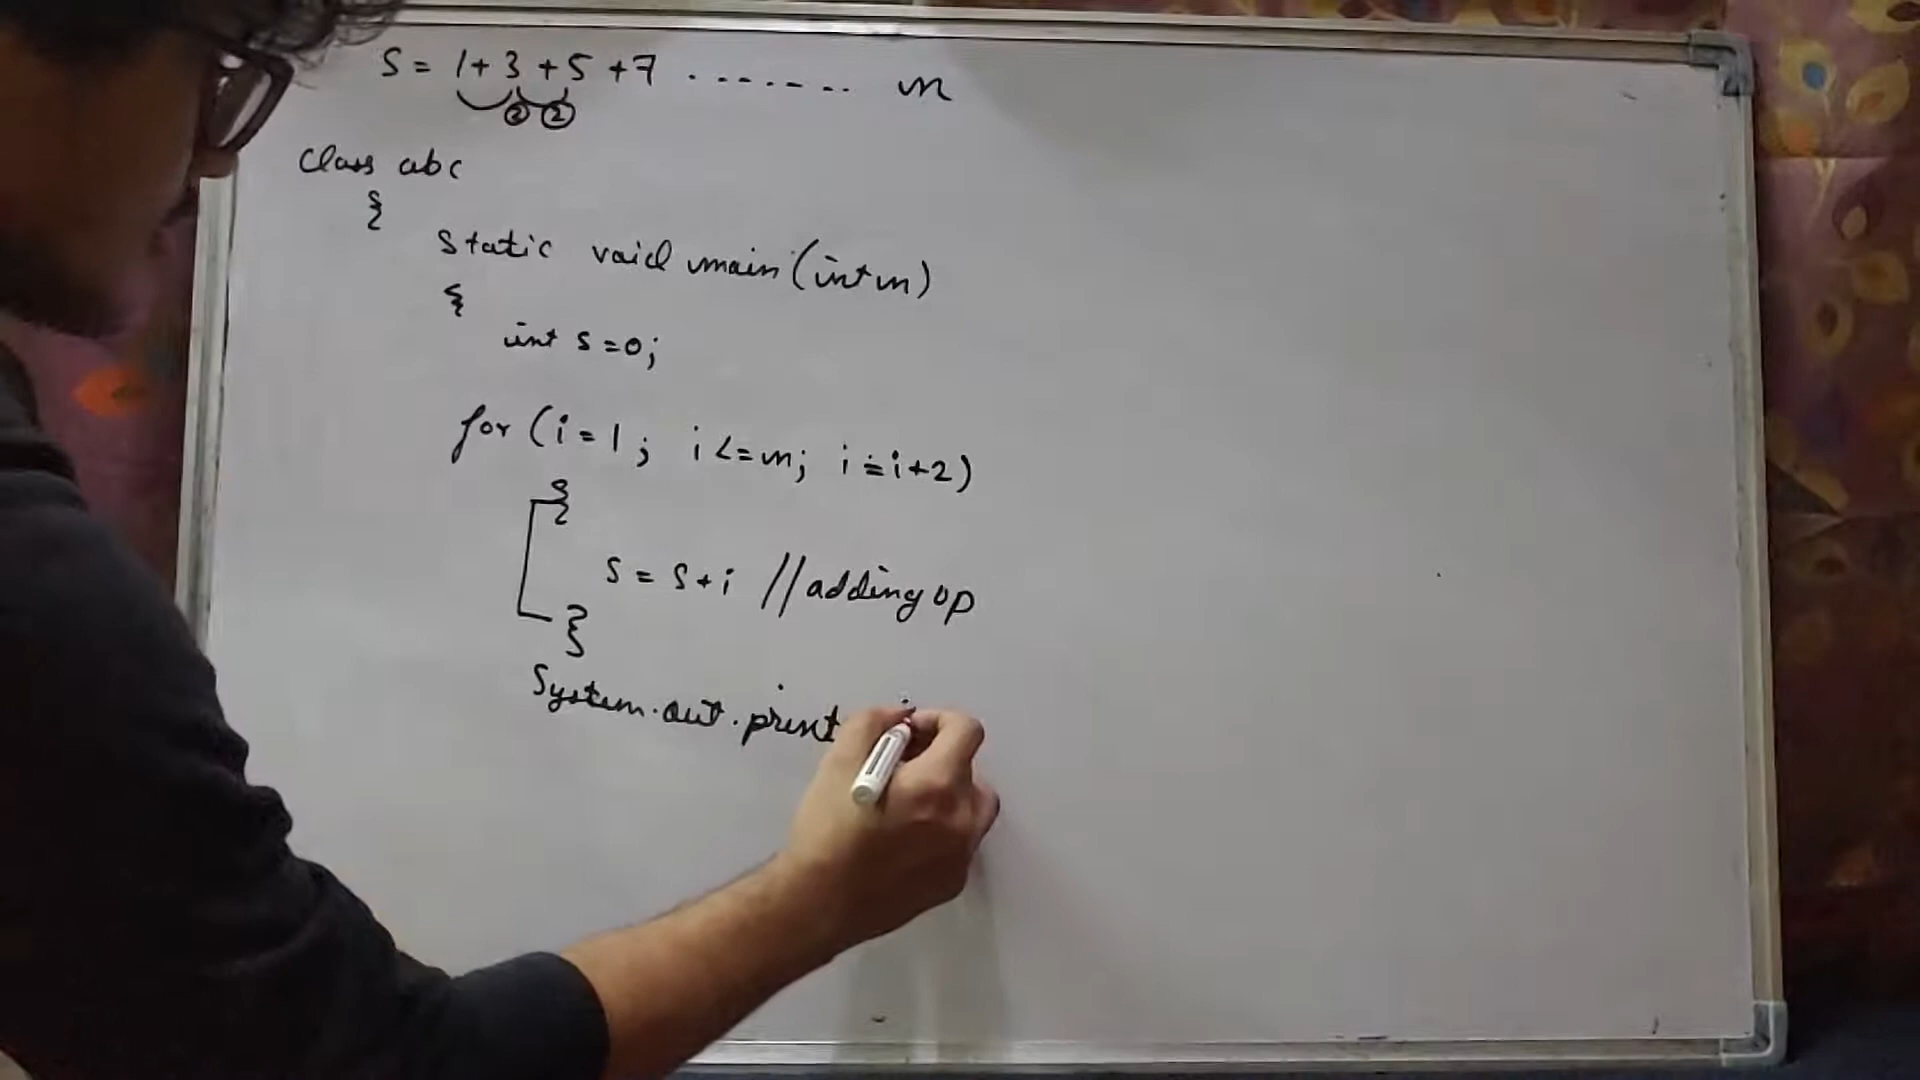 S = 1+3+5+7 ........ n
② ②
Class abc
{
static void main(int n)
{
int s=0;
for (i=1; i<=n; i=i+2)
{
s = s+i //adding op
}
System.out.print